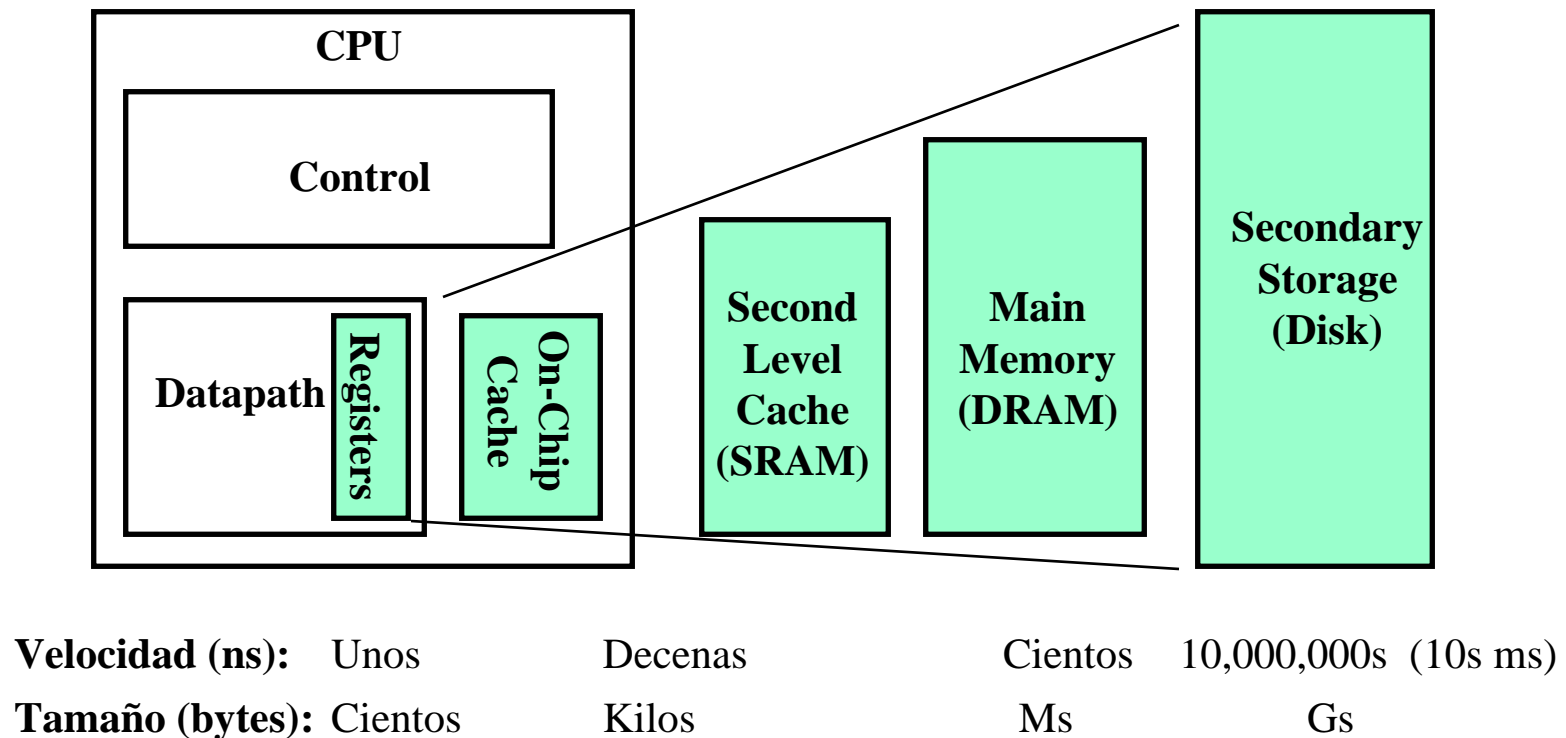 CPU
Control
Datapath
Registers
On-Chip
Cache
Second
Level
Cache
(SRAM)
Main
Memory
(DRAM)
Secondary
Storage
(Disk)
Velocidad (ns): Unos Decenas Cientos 10,000,000s (10s ms)
Tamaño (bytes): Cientos Kilos Ms Gs